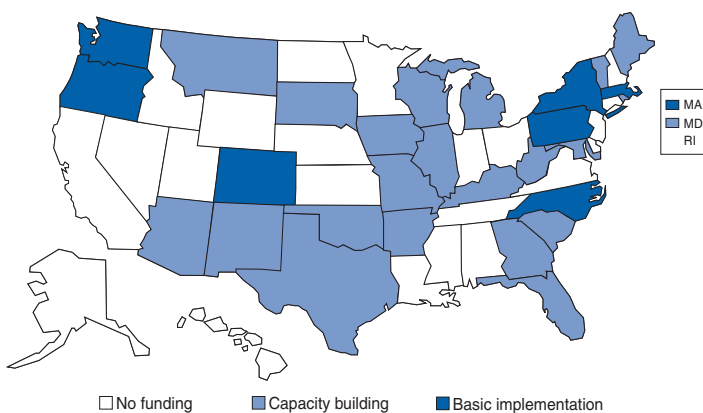 MA
MD
RI
No funding
Capacity building
Basic implementation